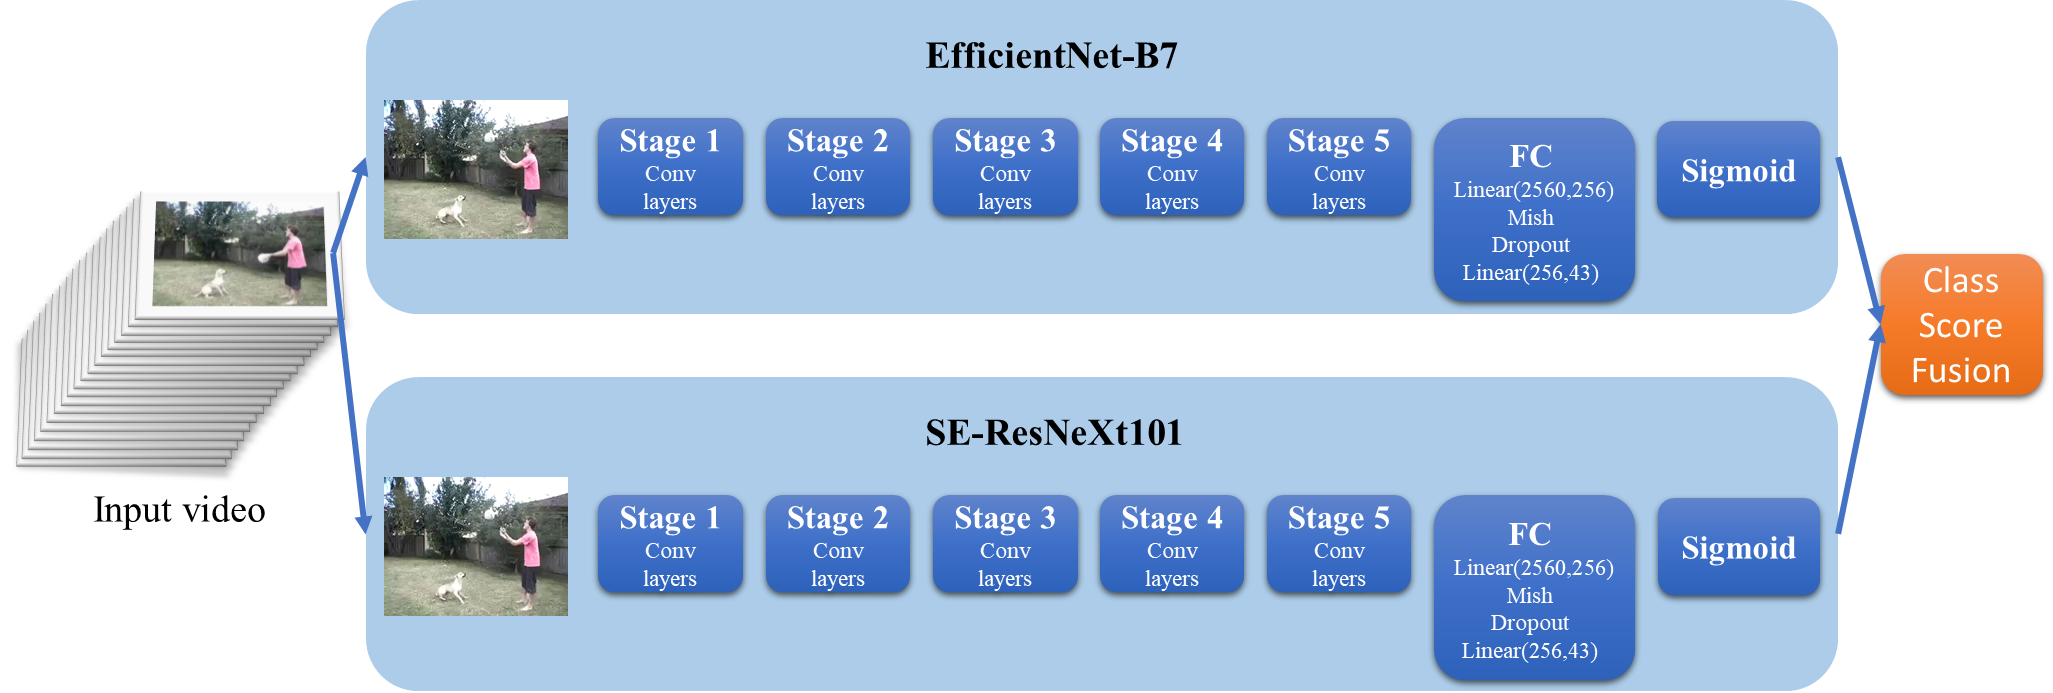 Input video
EfficientNet-B7
Stage 1
Conv
layers
Stage 2
Conv
layers
Stage 3
Conv
layers
Stage 4
Conv
layers
Stage 5
Conv
layers
FC
Linear(2560,256)
Mish
Dropout
Linear(256,43)
Sigmoid
SE-ResNeXt101
Stage 1
Conv
layers
Stage 2
Conv
layers
Stage 3
Conv
layers
Stage 4
Conv
layers
Stage 5
Conv
layers
FC
Linear(2560,256)
Mish
Dropout
Linear(256,43)
Sigmoid
Class
Score
Fusion